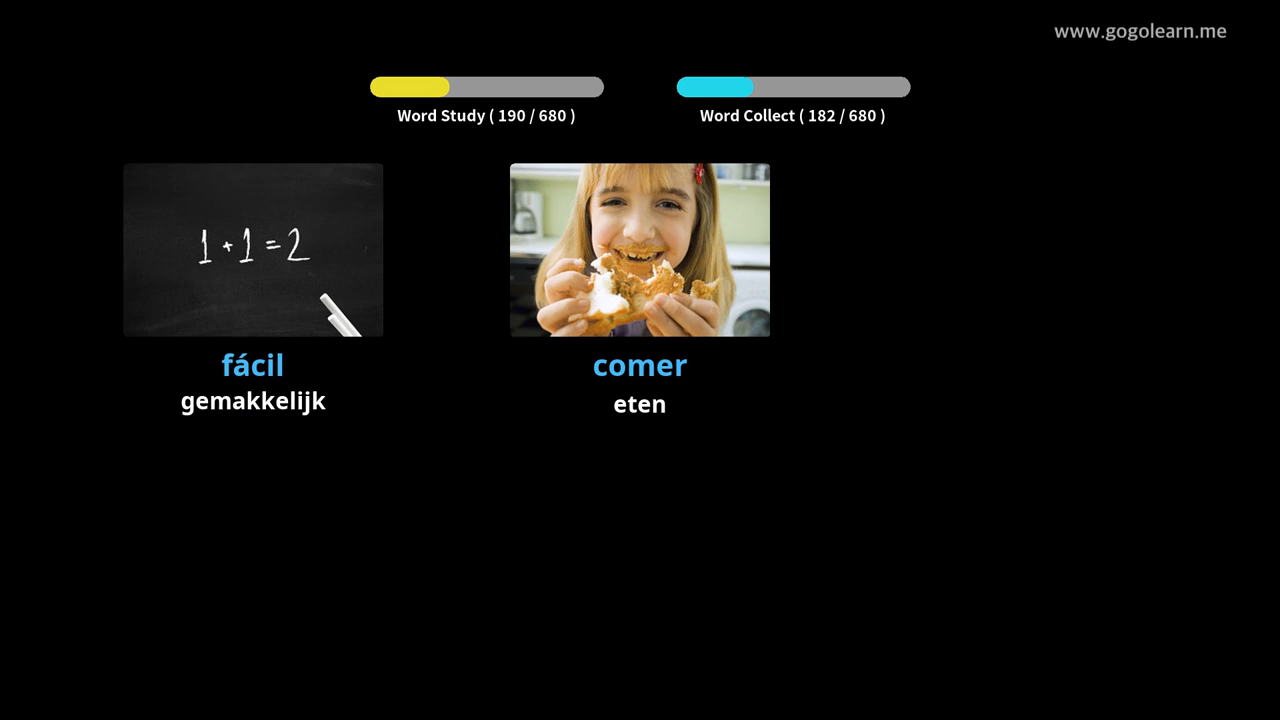 www.gogolearn.me
Word Study ( 190 / 680 )
Word Collect ( 182 / 680 )
1 + 1 = 2
fácil
gemakkelijk
comer
eten